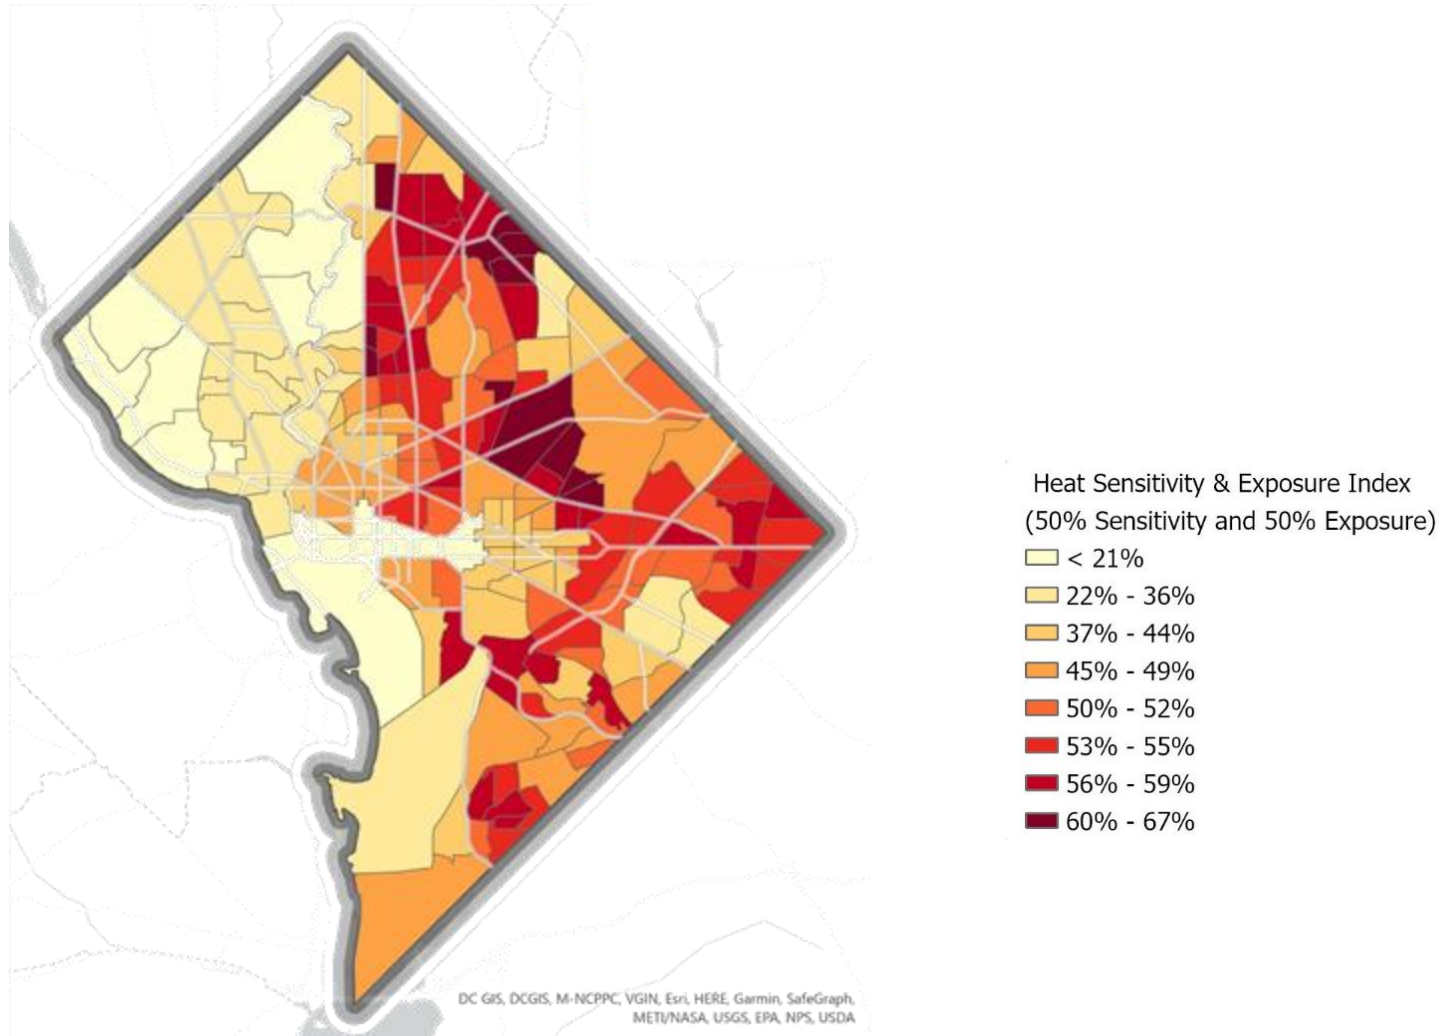 Heat Sensitivity & Exposure Index
(50% Sensitivity and 50% Exposure)
< 21%
22% - 36%
37% - 44%
45% - 49%
50% - 52%
53% - 55%
56% - 59%
60% - 67%
DC GIS, DCGIS, M-NCPPC, VGIN, Esri, HERE, Garmin, SafeGraph,
METI/NASA, USGS, EPA, NPS, USDA